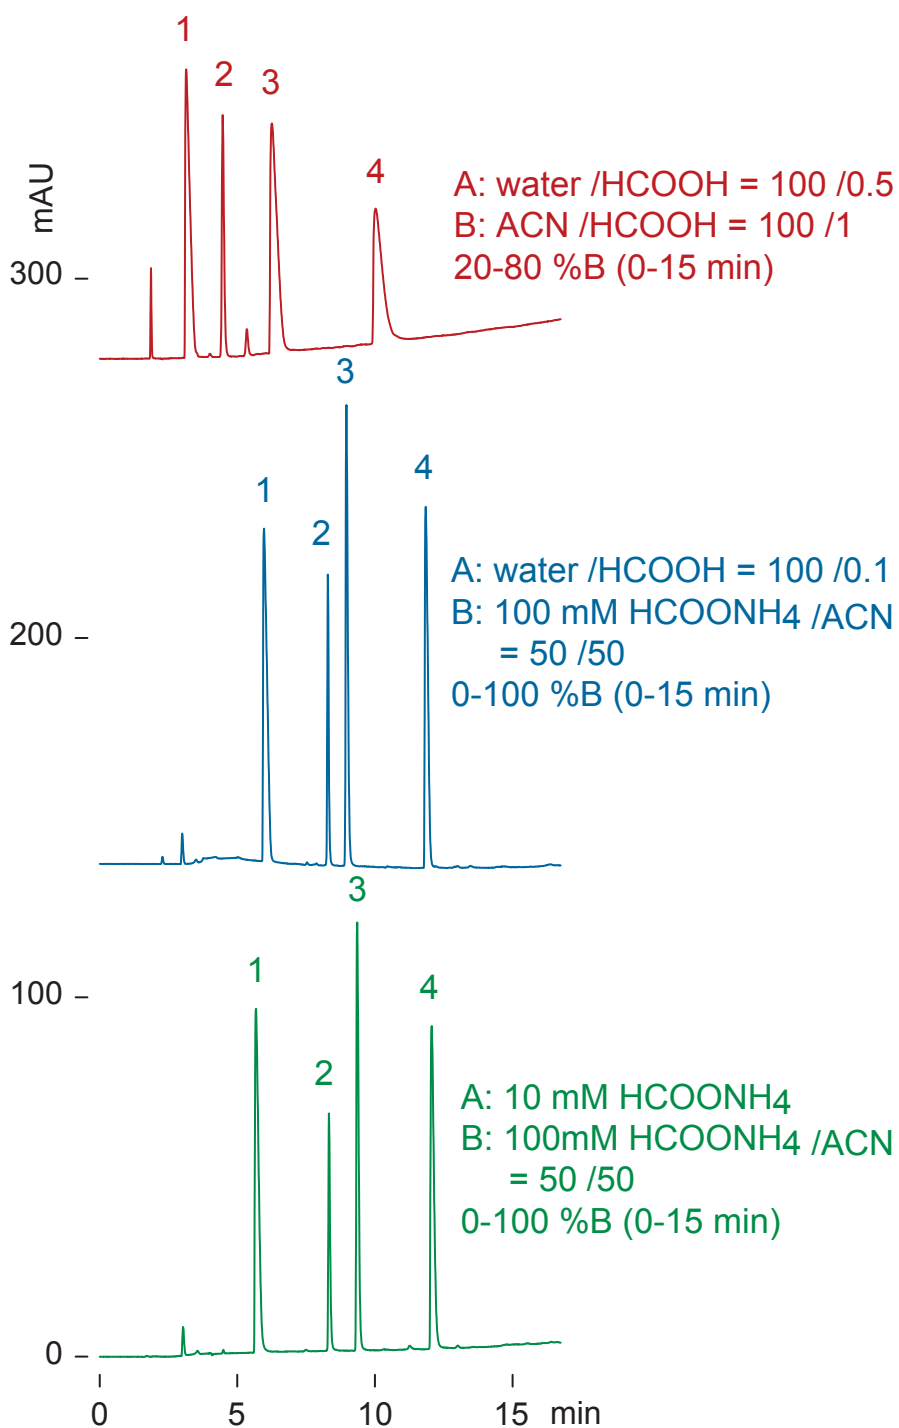 1
2
3
4
mAU
A: water /HCOOH = 100 /0.5
B: ACN /HCOOH = 100 /1
20-80 %B (0-15 min)
300
3
1
2
4
A: water /HCOOH = 100 /0.1
B: 100 mM HCOONH4 /ACN
= 50 /50
0-100 %B (0-15 min)
200
3
1
2
4
100
A: 10 mM HCOONH4
B: 100mM HCOONH4 /ACN
= 50 /50
0-100 %B (0-15 min)
0
0 5 10 15 min